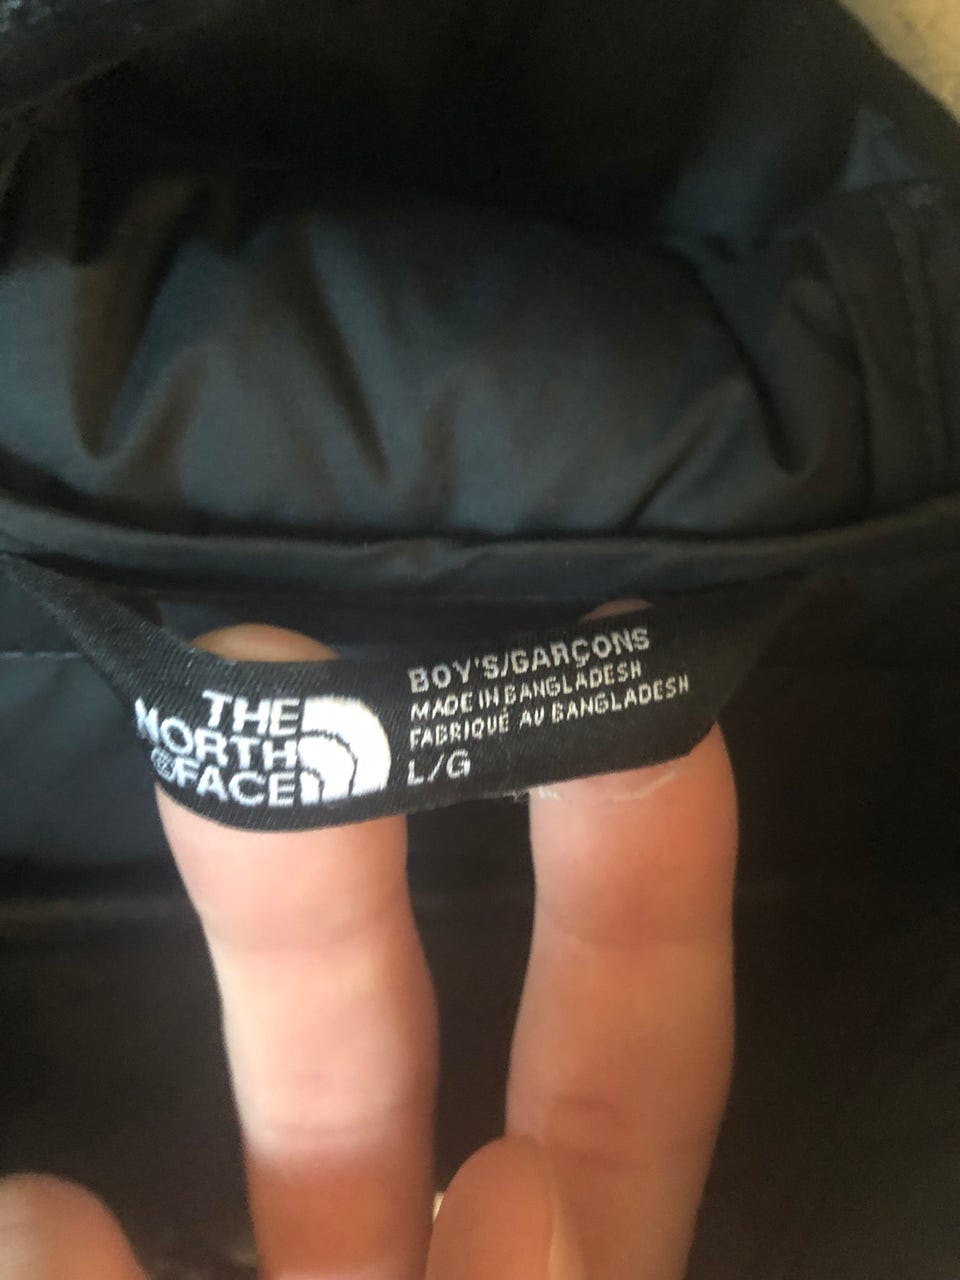 THE
NORTH
FACE
BOY'S/GARÇONS
MADE IN BANGLADESH
FABRIQUÉ AU BANGLADESH
L/G